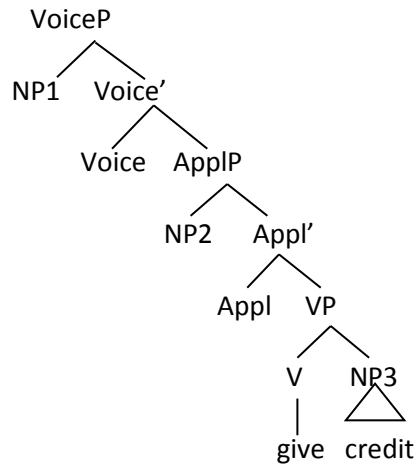 VoiceP
NP1 Voice’
Voice ApplP
NP2 Appl’
Appl VP
V NP3
give credit